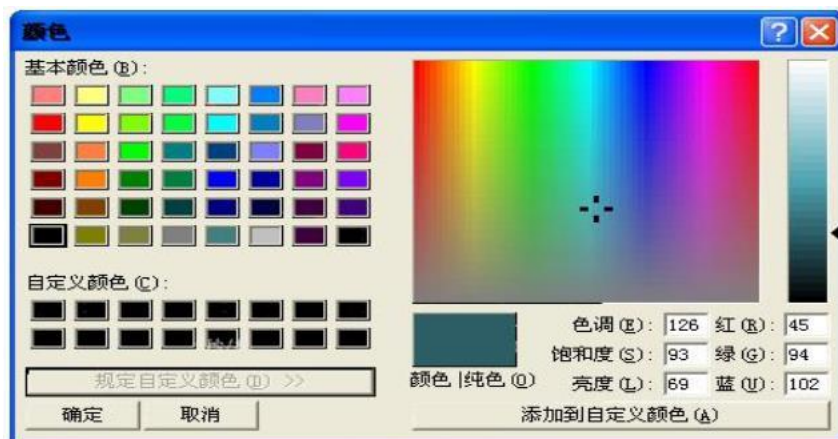 颜色
基本颜色(B):
自定义颜色(C):
规定自定义颜色(D) >>
确定 取消
颜色|纯色(O)
色调(E): 126 红(R): 45
饱和度(S): 93 绿(G): 94
亮度(L): 69 蓝(U): 102
添加到自定义颜色(A)